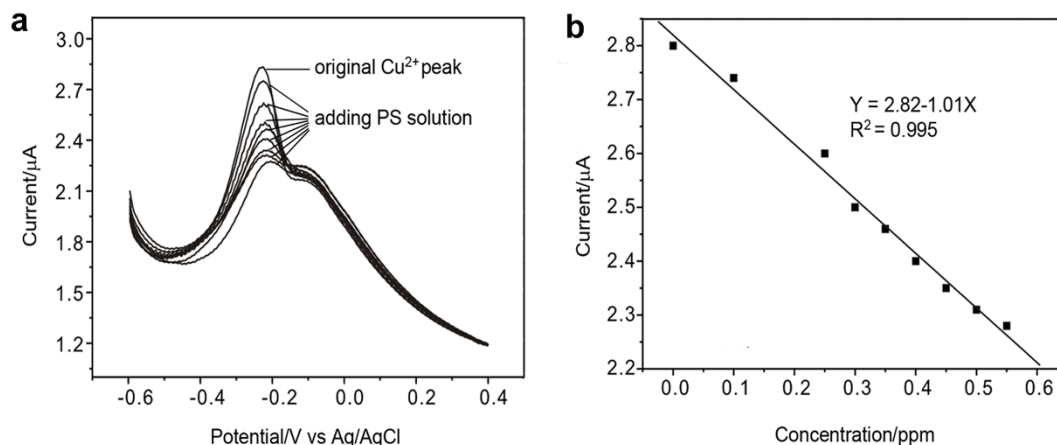 a
3.0
2.7
2.4
2.1
1.8
1.5
1.2
Current/μA
original Cu²⁺ peak
adding PS solution
-0.6
-0.4
-0.2
0.0
0.2
0.4
Potential/V vs Ag/AgCl
b
2.8
2.7
2.6
2.5
2.4
2.3
2.2
Current/μA
Y = 2.82-1.01X
R² = 0.995
0.0
0.1
0.2
0.3
0.4
0.5
0.6
Concentration/ppm